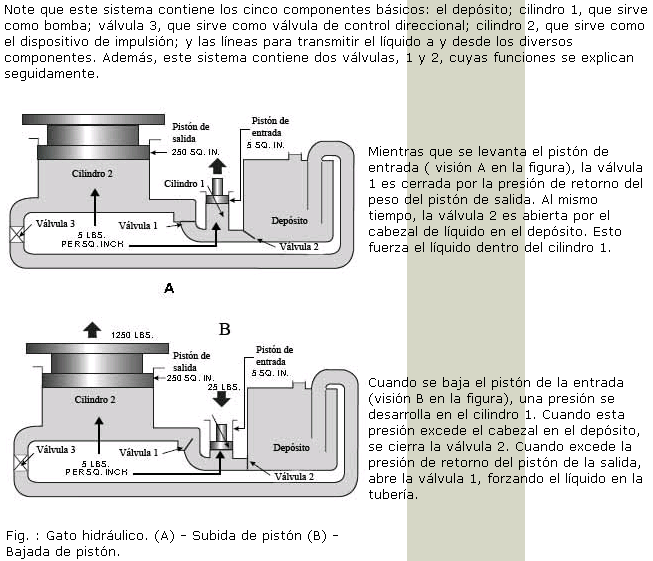 Note que este sistema contiene los cinco componentes básicos: el depósito; cilindro 1, que sirve
como bomba; válvula 3, que sirve como válvula de control direccional; cilindro 2, que sirve como
el dispositivo de impulsión; y las líneas para transmitir el líquido a y desde los diversos
componentes. Además, este sistema contiene dos válvulas, 1 y 2, cuyas funciones se explican
seguidamente.
Pistón de
salida
250 SQ. IN.
Pistón de
entrada
5 SQ. IN.
Cilindro 2
Cilindro 1
Depósito
Válvula 3
Válvula 1
5 LBS.
PER SQ. INCH
Válvula 2
A
Mientras que se levanta el pistón de
entrada ( visión A en la figura), la válvula
1 es cerrada por la presión de retorno del
peso del pistón de salida. Al mismo
tiempo, la válvula 2 es abierta por el
cabezal de líquido en el depósito. Esto
fuerza el líquido dentro del cilindro 1.
1250 LBS.
B
Pistón de
salida
250 SQ. IN.
25 LBS.
Pistón de
entrada
5 SQ. IN.
Cilindro 2
Depósito
Válvula 3
Válvula 1
5 LBS.
PER SQ. INCH
Válvula 2
Cuando se baja el pistón de la entrada
(visión B en la figura), una presión se
desarrolla en el cilindro 1. Cuando esta
presión excede el cabezal en el depósito,
se cierra la válvula 2. Cuando excede la
presión de retorno del pistón de la salida,
abre la válvula 1, forzando el líquido en la
tubería.
Fig. : Gato hidráulico. (A) – Subida de pistón (B) –
Bajada de pistón.